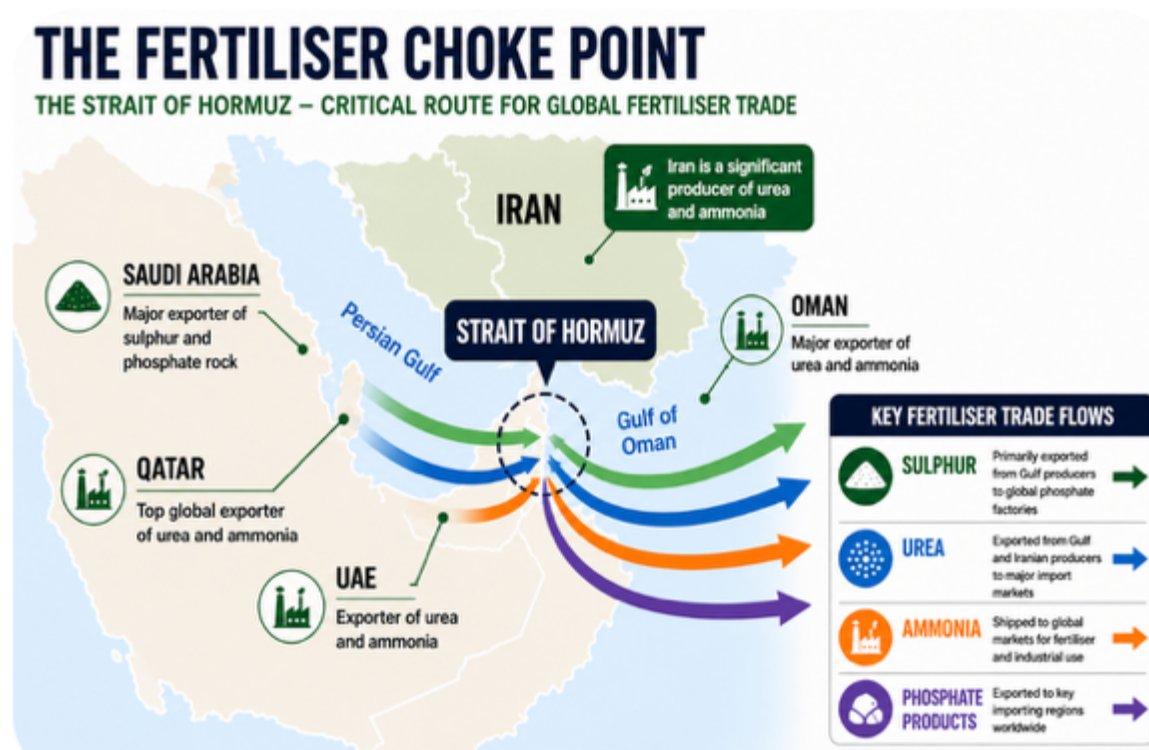 THE FERTILISER CHOKE POINT
THE STRAIT OF HORMUZ – CRITICAL ROUTE FOR GLOBAL FERTILISER TRADE
IRAN
Iran is a significant
producer of urea
and ammonia
SAUDI ARABIA
Major exporter of
sulphur and
phosphate rock
Persian Gulf
STRAIT OF HORMUZ
OMAN
Major exporter of
urea and ammonia
Gulf of
Oman
QATAR
Top global exporter
of urea and ammonia
UAE
Exporter of urea
and ammonia
KEY FERTILISER TRADE FLOWS
SULPHUR
Primarily exported
from Gulf producers
to global phosphate
factories
UREA
Exported from Gulf
and Iranian producers
to major import
markets
AMMONIA
Shipped to global
markets for fertiliser
and industrial use
PHOSPHATE
PRODUCTS
Exported to key
importing regions
worldwide